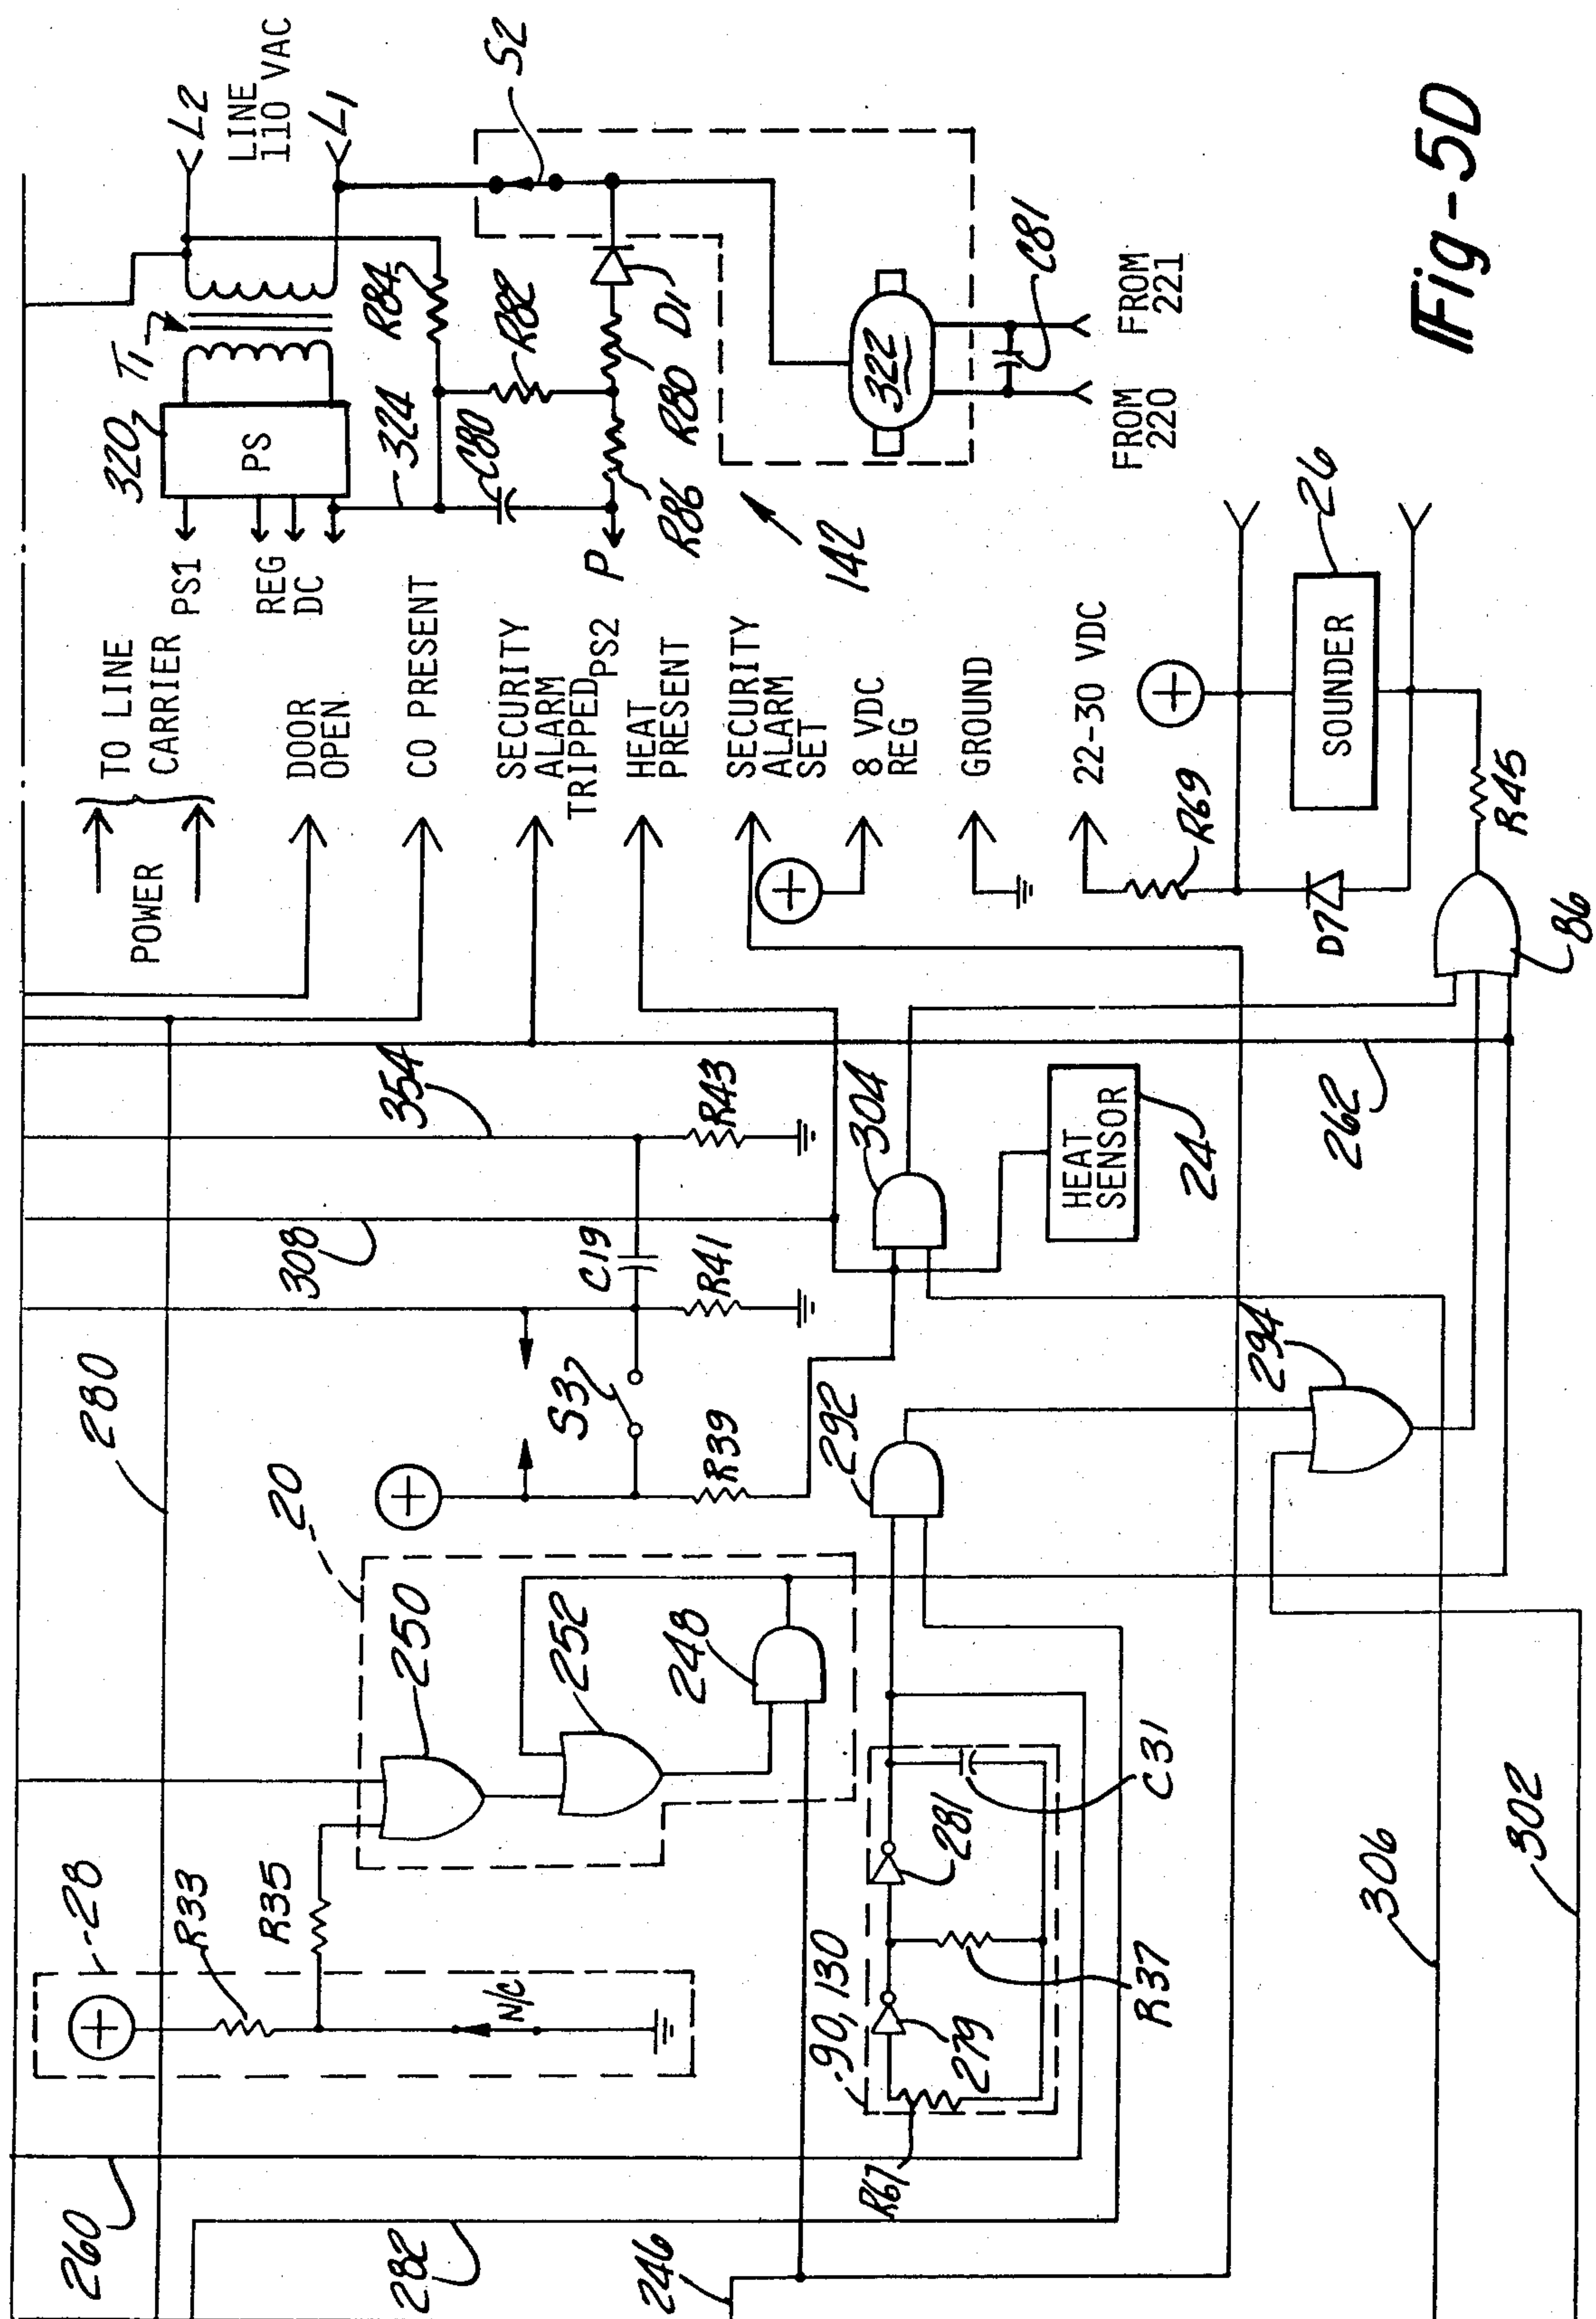 Fig-5D
L2
LINE
110 VAC
L1
S2
T1
320
PS
R84
324
C80
R82
D1
R80
R86
P
142
322
C81
FROM
220
FROM
221
TO LINE
CARRIER
POWER
PS1
REG
DC
DOOR
OPEN
CO PRESENT
SECURITY
ALARM
TRIPPED
PS2
HEAT
PRESENT
SECURITY
ALARM
SET
8 VDC
REG
GROUND
22-30 VDC
R69
D7
SOUNDER
26
R45
86
354
R43
304
HEAT
SENSOR
24
262
308
C19
R41
280
S3
R39
292
294
20
250
252
248
28
R33
R35
N/C
90, 130
281
C31
279
R37
R67
260
282
246
306
302